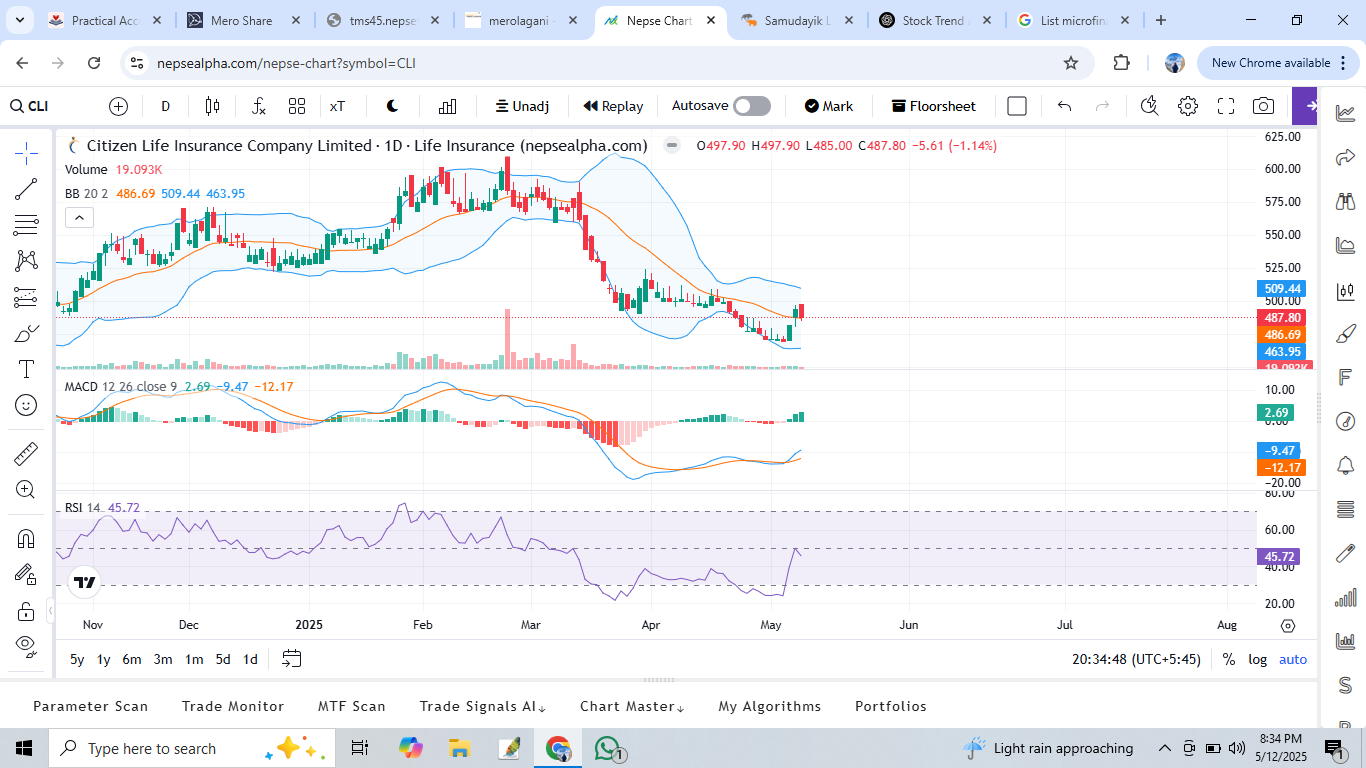 Practical Acc
Mero Share
tms45.nepse
merolagani -
Nepse Chart
Samudayik L
Stock Trend
List microfin
nepsealpha.com/nepse-chart?symbol=CLI
New Chrome available
CLI
D
xT
Unadj
Replay
Autosave
Mark
Floorsheet
Citizen Life Insurance Company Limited · 1D · Life Insurance (nepsealpha.com)
O497.90 H497.90 L485.00 C487.80 −5.61 (−1.14%)
Volume 19.093K
BB 20 2 486.69 509.44 463.95
625.00
600.00
575.00
550.00
525.00
509.44
500.00
487.80
486.69
463.95
19.093K
MACD 12 26 close 9 2.69 −9.47 −12.17
10.00
2.69
0.00
−9.47
−12.17
−20.00
RSI 14 45.72
80.00
60.00
45.72
40.00
20.00
Nov Dec 2025 Feb Mar Apr May Jun Jul Aug
5y 1y 6m 3m 1m 5d 1d
20:34:48 (UTC+5:45) % log auto
Parameter Scan Trade Monitor MTF Scan Trade Signals AI↓ Chart Master↓ My Algorithms Portfolios
Type here to search
1
Light rain approaching
8:34 PM
5/12/2025
1